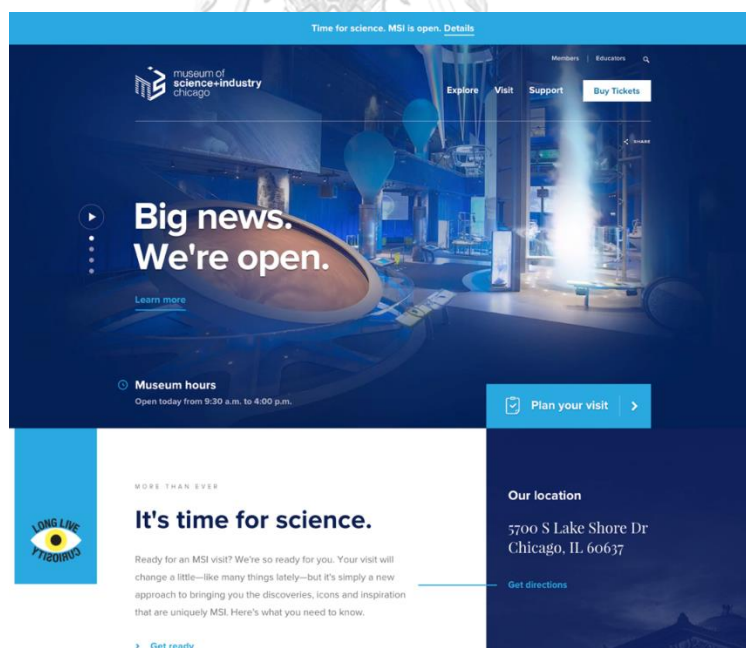 Time for science. MSI is open. Details
Members | Educators
museum of
science+industry
chicago
Explore Visit Support Buy Tickets
SHARE
Big news.
We're open.
Learn more
Museum hours
Open today from 9:30 a.m. to 4:00 p.m.
Plan your visit
LONG LIVE
CURIOSITY
MORE THAN EVER
It's time for science.
Ready for an MSI visit? We're so ready for you. Your visit will
change a little—like many things lately—but it's simply a new
approach to bringing you the discoveries, icons and inspiration
that are uniquely MSI. Here's what you need to know.
Get ready
Our location
5700 S Lake Shore Dr
Chicago, IL 60637
Get directions